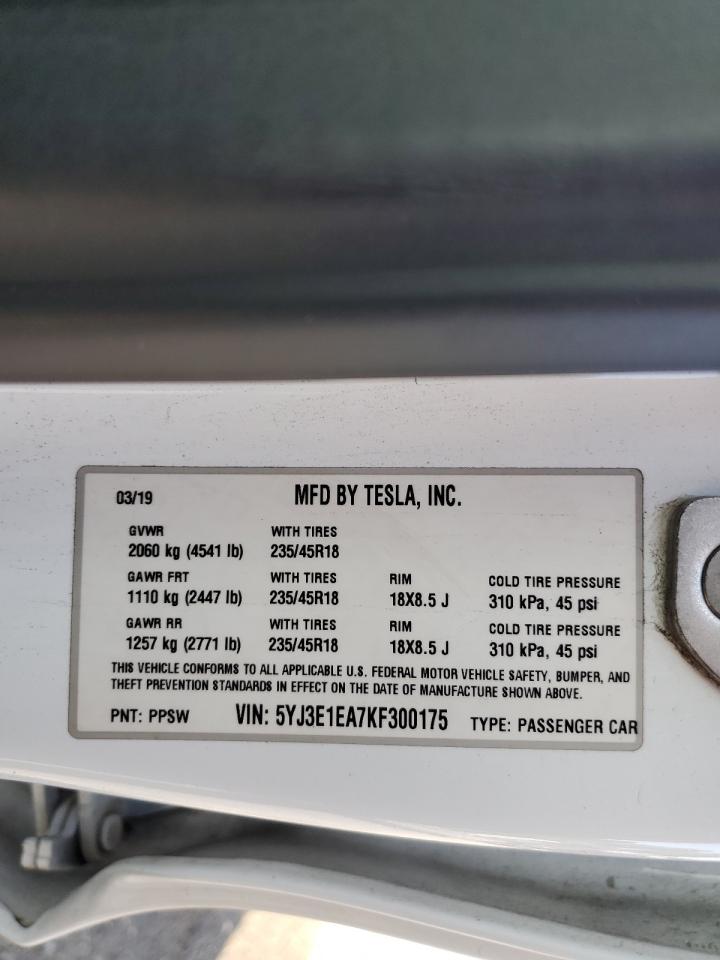 03/19 MFD BY TESLA, INC.
GVWR WITH TIRES
2060 kg (4541 lb) 235/45R18
GAWR FRT WITH TIRES RIM COLD TIRE PRESSURE
1110 kg (2447 lb) 235/45R18 18X8.5 J 310 kPa, 45 psi
GAWR RR WITH TIRES RIM COLD TIRE PRESSURE
1257 kg (2771 lb) 235/45R18 18X8.5 J 310 kPa, 45 psi
THIS VEHICLE CONFORMS TO ALL APPLICABLE U.S. FEDERAL MOTOR VEHICLE SAFETY, BUMPER, AND
THEFT PREVENTION STANDARDS IN EFFECT ON THE DATE OF MANUFACTURE SHOWN ABOVE.
PNT: PPSW VIN: 5YJ3E1EA7KF300175 TYPE: PASSENGER CAR